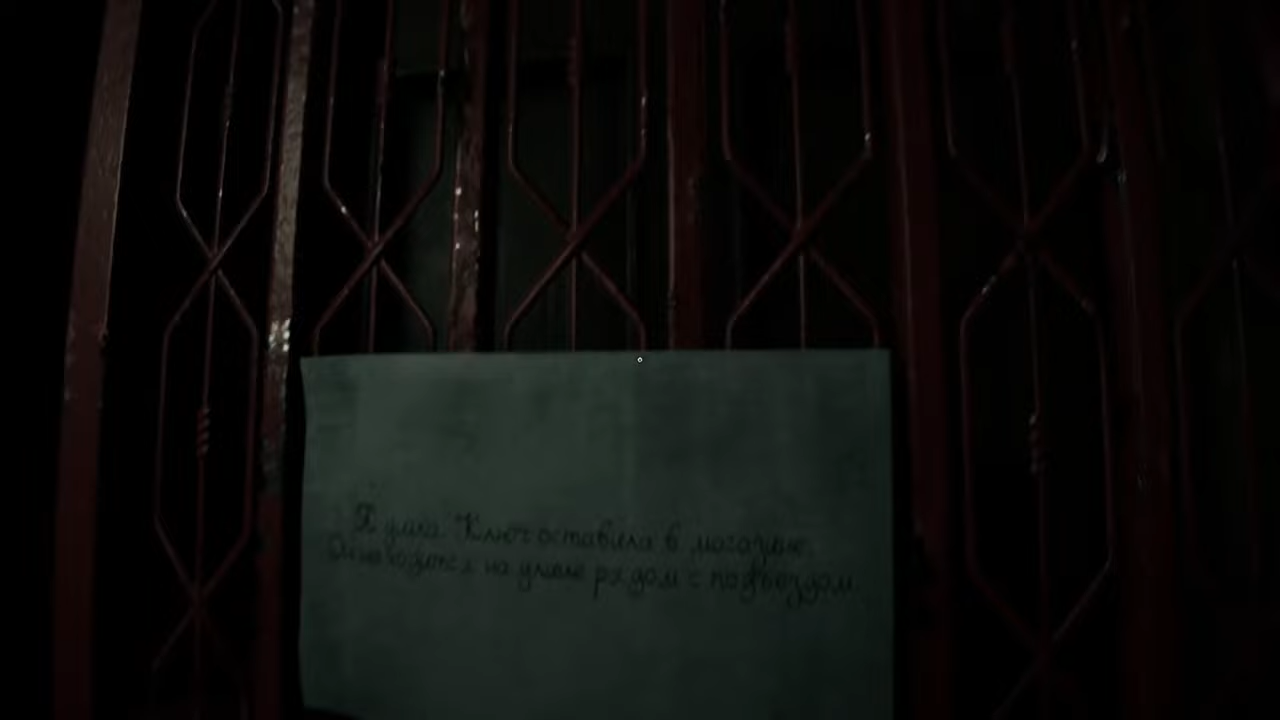 Я ушла. Ключ оставила в магазине.
Он находится на улице рядом с подъездом